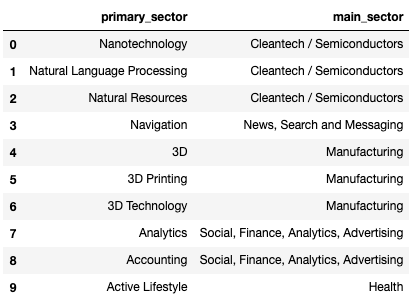 primary_sector main_sector
0 Nanotechnology Cleantech / Semiconductors
1 Natural Language Processing Cleantech / Semiconductors
2 Natural Resources Cleantech / Semiconductors
3 Navigation News, Search and Messaging
4 3D Manufacturing
5 3D Printing Manufacturing
6 3D Technology Manufacturing
7 Analytics Social, Finance, Analytics, Advertising
8 Accounting Social, Finance, Analytics, Advertising
9 Active Lifestyle Health